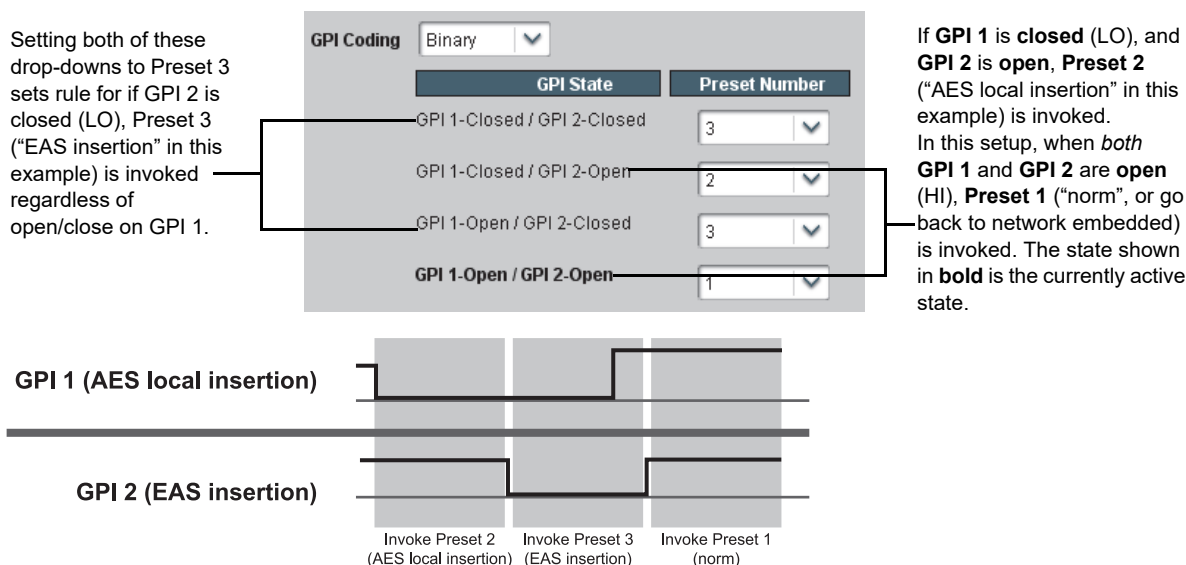 Setting both of these
drop-downs to Preset 3
sets rule for if GPI 2 is
closed (LO), Preset 3
("EAS insertion" in this
example) is invoked
regardless of
open/close on GPI 1.
GPI Coding Binary
GPI State Preset Number
GPI 1-Closed / GPI 2-Closed 3
GPI 1-Closed / GPI 2-Open 2
GPI 1-Open / GPI 2-Closed 3
GPI 1-Open / GPI 2-Open 1
If GPI 1 is closed (LO), and
GPI 2 is open, Preset 2
("AES local insertion" in this
example) is invoked.
In this setup, when both
GPI 1 and GPI 2 are open
(HI), Preset 1 ("norm", or go
back to network embedded)
is invoked. The state shown
in bold is the currently active
state.
GPI 1 (AES local insertion)
GPI 2 (EAS insertion)
Invoke Preset 2
(AES local insertion)
Invoke Preset 3
(EAS insertion)
Invoke Preset 1
(norm)